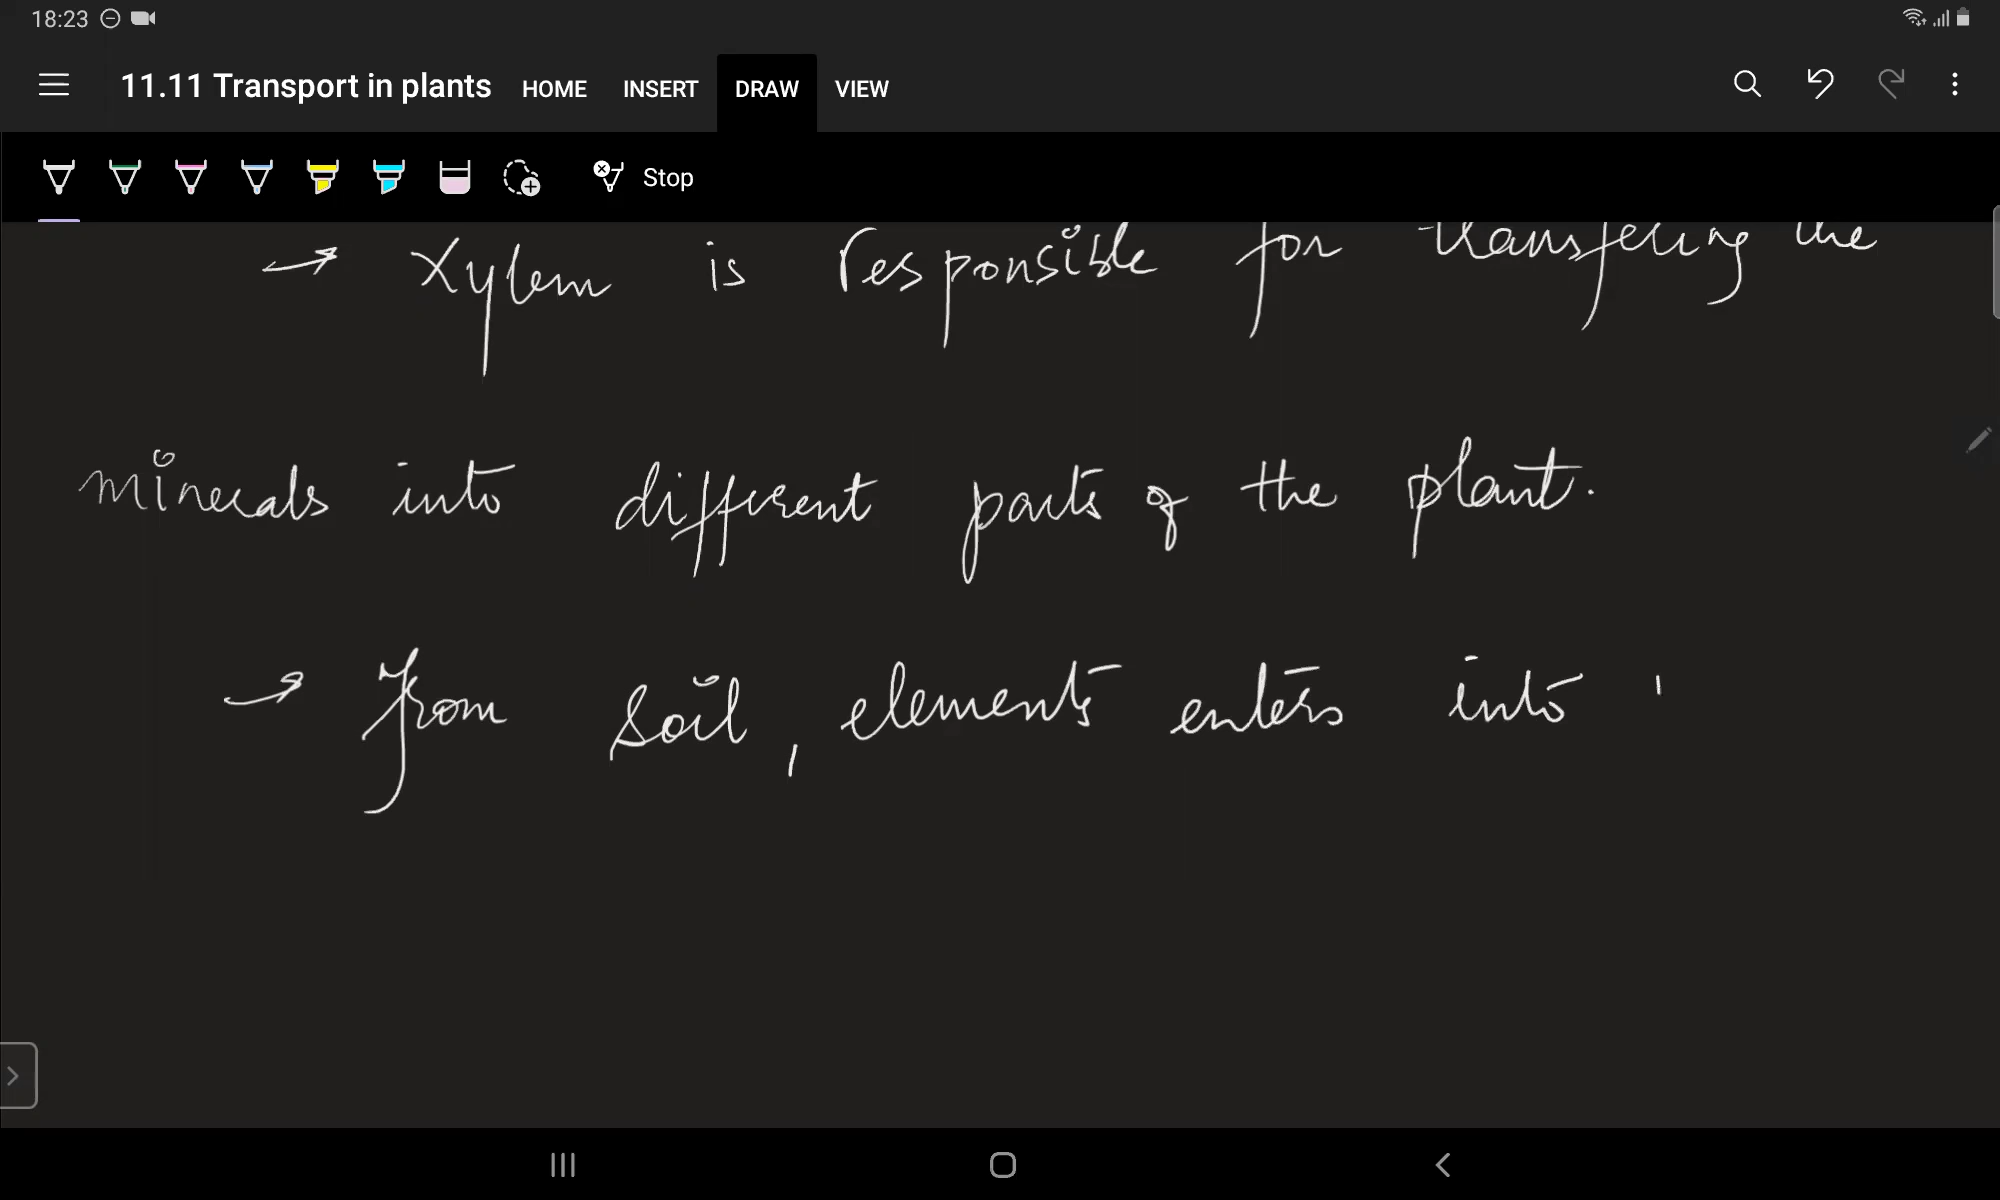 18:23
11.11 Transport in plants HOME INSERT DRAW VIEW
Stop
→ Xylem is responsible for transfering the
minerals into different parts of the plant.
→ From soil, elements enters into